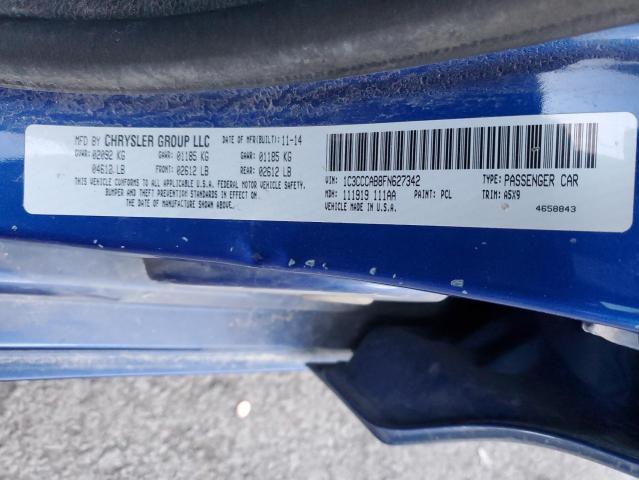 MFD BY CHRYSLER GROUP LLC DATE OF MFR(BUILT): 11-14
GVWR: 02092 KG GAWR: 01185 KG GAWR: 01185 KG
04612 LB FRONT: 02612 LB REAR: 02612 LB
THIS VEHICLE CONFORMS TO ALL APPLICABLE U.S.A. FEDERAL MOTOR VEHICLE SAFETY,
BUMPER AND THEFT PREVENTION STANDARDS IN EFFECT ON
THE DATE OF MANUFACTURE SHOWN ABOVE.
VIN: 1C3CCCAB8FN627342 TYPE: PASSENGER CAR
MDH: 111919 111AA PAINT: PCL TRIM: A5X9
VEHICLE MADE IN U.S.A. 4658843